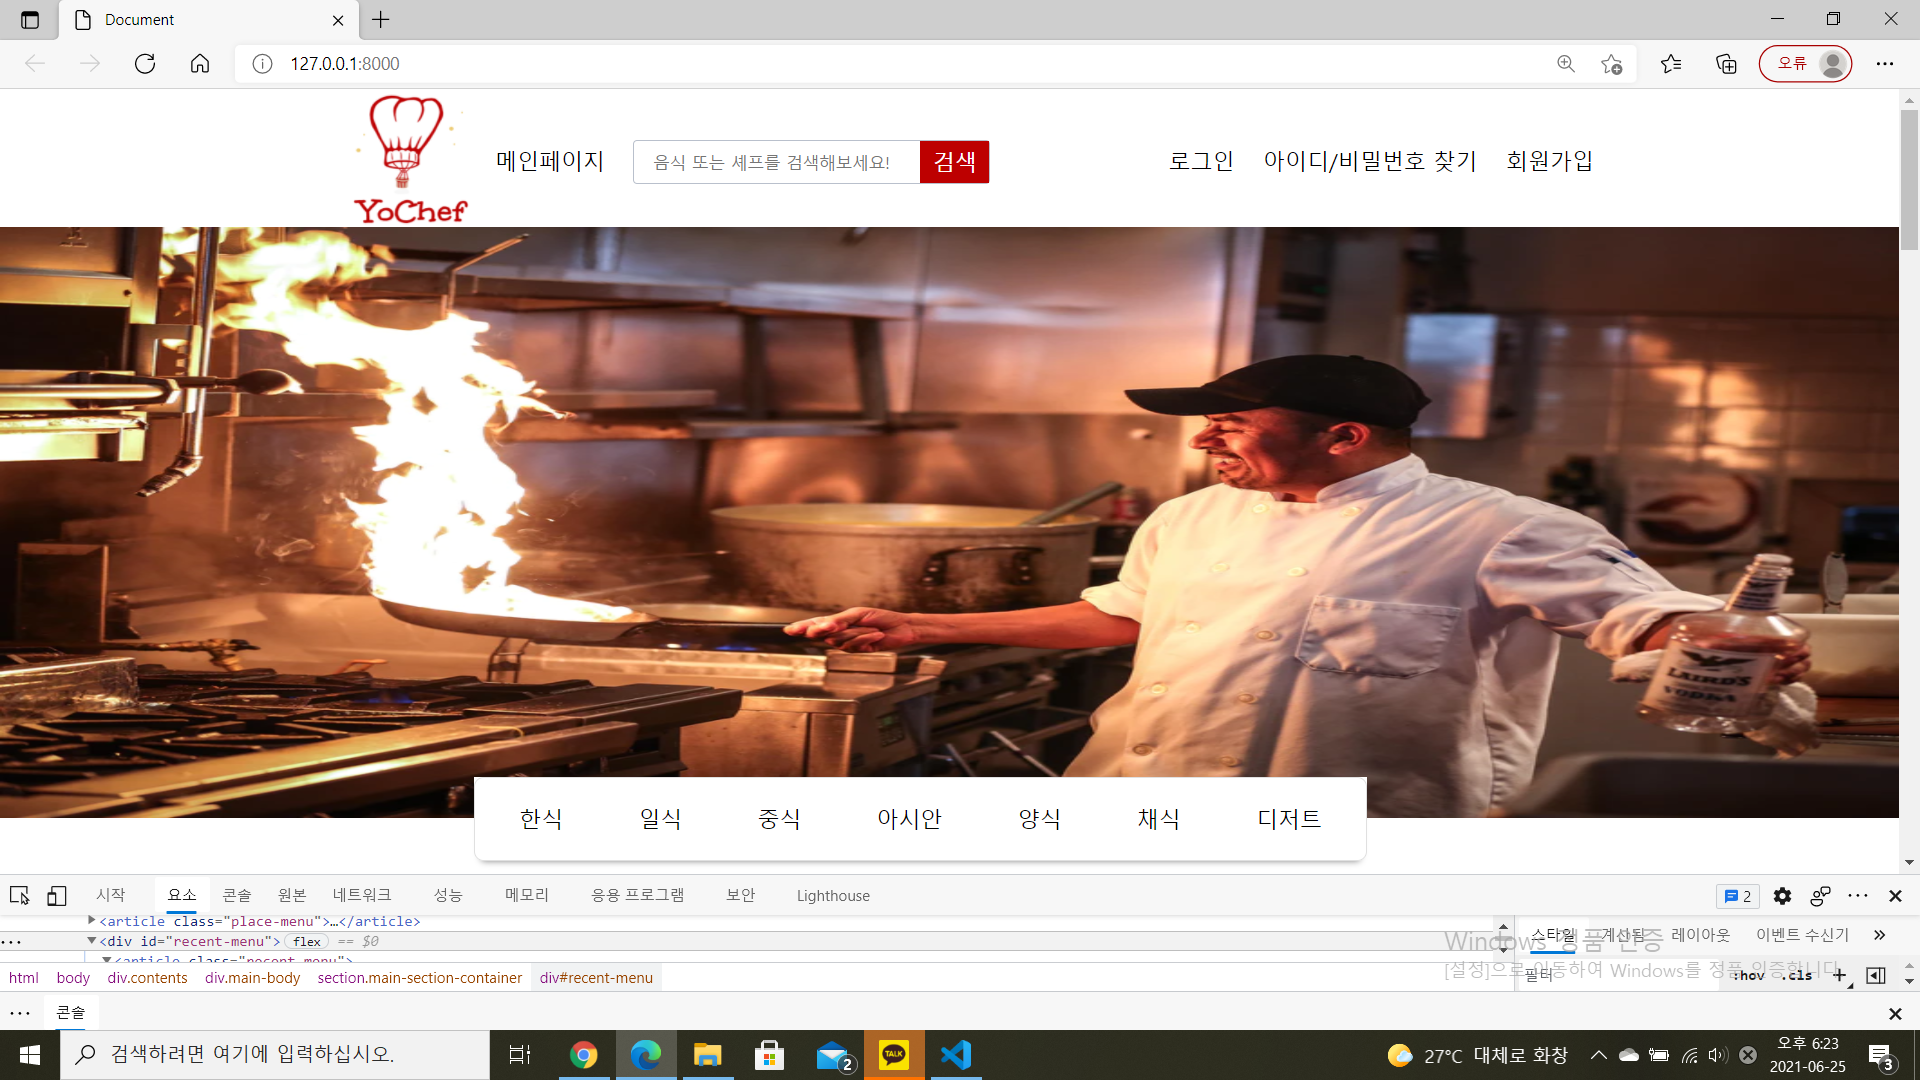 Document
127.0.0.1:8000
오류
YoChef
메인페이지
음식 또는 셰프를 검색해보세요!
검색
로그인
아이디/비밀번호 찾기
회원가입
LAIRD'S
VODKA
한식
일식
중식
아시안
양식
채식
디저트
시작
요소
콘솔
원본
네트워크
성능
메모리
응용 프로그램
보안
Lighthouse
2
<article class="place-menu">…</article>
<div id="recent-menu"> flex == $0
<article class="recent-menu">
html body div.contents div.main-body section.main-section-container div#recent-menu
스타일
계산됨
레이아웃
이벤트 수신기
Windows 정품 인증
[설정]으로 이동하여 Windows를 정품 인증합니다.
필터
:hov
.cls
콘솔
검색하려면 여기에 입력하십시오.
2
TALK
27°C 대체로 화창
오후 6:23
2021-06-25
3